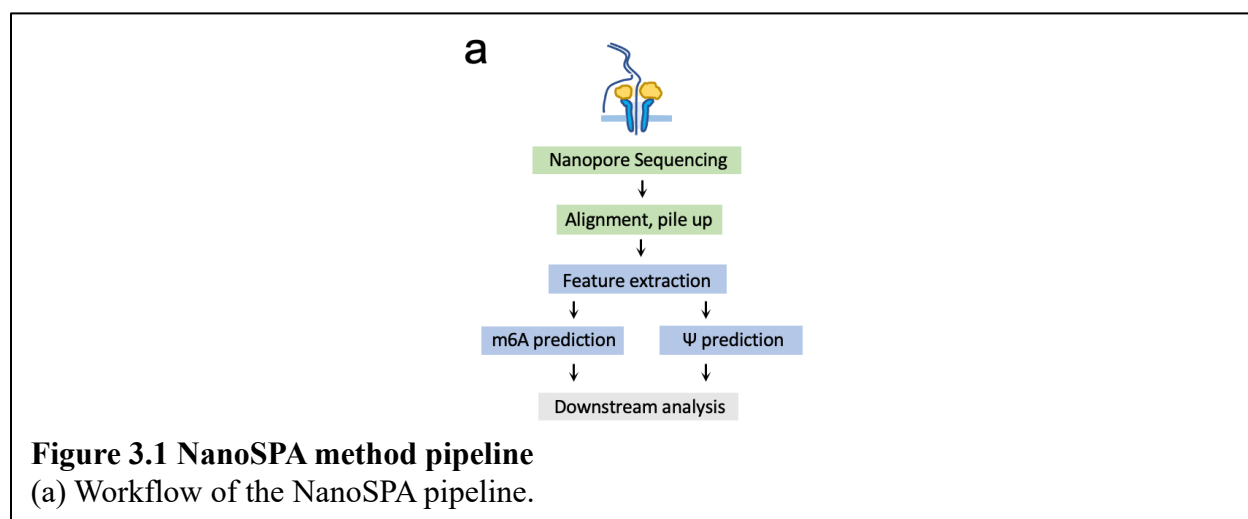 a
Nanopore Sequencing
Alignment, pile up
Feature extraction
m6A prediction
Ψ prediction
Downstream analysis
Figure 3.1 NanoSPA method pipeline
(a) Workflow of the NanoSPA pipeline.